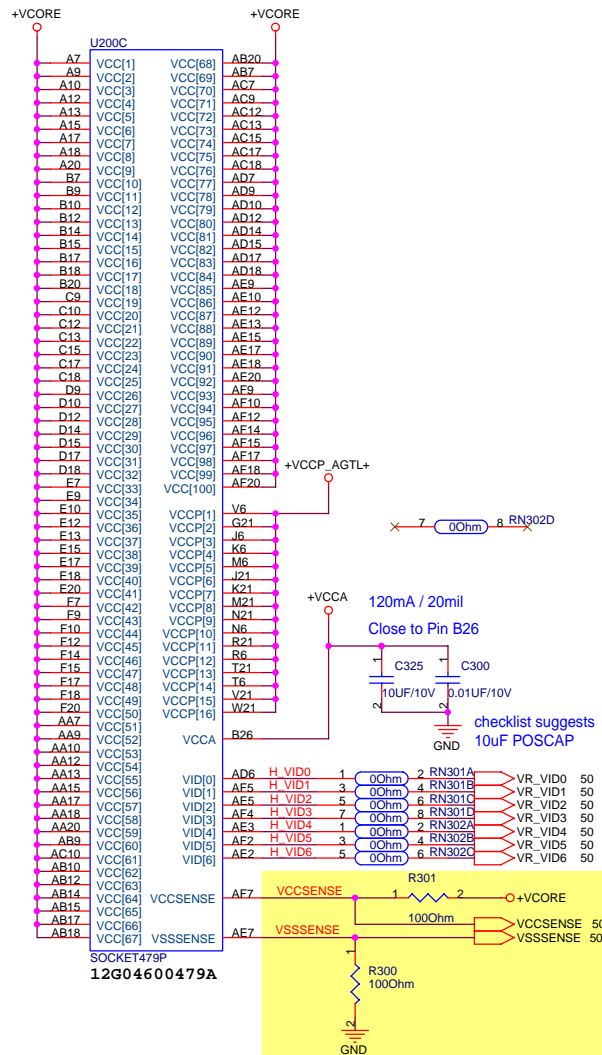 +VCORE +VCORE
U200C
A7 VCC[1] VCC[68] AB20
A9 VCC[2] VCC[69] AB7
A10 VCC[3] VCC[70] AC7
A12 VCC[4] VCC[71] AC9
A13 VCC[5] VCC[72] AC12
A15 VCC[6] VCC[73] AC13
A17 VCC[7] VCC[74] AC15
A18 VCC[8] VCC[75] AC17
A20 VCC[9] VCC[76] AC18
B7 VCC[10] VCC[77] AD7
B9 VCC[11] VCC[78] AD9
B10 VCC[12] VCC[79] AD10
B12 VCC[13] VCC[80] AD12
B14 VCC[14] VCC[81] AD14
B15 VCC[15] VCC[82] AD15
B17 VCC[16] VCC[83] AD17
B18 VCC[17] VCC[84] AD18
B20 VCC[18] VCC[85] AE9
C9 VCC[19] VCC[86] AE10
C10 VCC[20] VCC[87] AE12
C12 VCC[21] VCC[88] AE13
C13 VCC[22] VCC[89] AE15
C15 VCC[23] VCC[90] AE17
C17 VCC[24] VCC[91] AE18
C18 VCC[25] VCC[92] AE20
D9 VCC[26] VCC[93] AF9
D10 VCC[27] VCC[94] AF10
D12 VCC[28] VCC[95] AF12
D14 VCC[29] VCC[96] AF14
D15 VCC[30] VCC[97] AF15
D17 VCC[31] VCC[98] AF17
D18 VCC[32] VCC[99] AF18
E7 VCC[33] VCC[100] AF20
+VCCP_AGTL+
E9 VCC[34]
E10 VCC[35] VCCP[1] V6
E12 VCC[36] VCCP[2] G21
7 0Ohm 8 RN302D
E13 VCC[37] VCCP[3] J6
E15 VCC[38] VCCP[4] K6
E17 VCC[39] VCCP[5] M6
E18 VCC[40] VCCP[6] J21
E20 VCC[41] VCCP[7] K21
F7 VCC[42] VCCP[8] M21
F9 VCC[43] VCCP[9] N21
F10 VCC[44] VCCP[10] N6
F12 VCC[45] VCCP[11] R21
F14 VCC[46] VCCP[12] R6
F15 VCC[47] VCCP[13] T21
F17 VCC[48] VCCP[14] T6
F18 VCC[49] VCCP[15] V21
F20 VCC[50] VCCP[16] W21
+VCCA
120mA / 20mil
Close to Pin B26
1 C325 1 C300
10UF/10V 0.01UF/10V
2 2
GND
checklist suggests
10uF POSCAP
AA7 VCC[51]
AA9 VCC[52] VCCA B26
AA10 VCC[53]
AA12 VCC[54]
AA13 VCC[55] VID[0] AD6 H_VID0 1 0Ohm 2 RN301A VR_VID0 50
AA15 VCC[56] VID[1] AF5 H_VID1 3 0Ohm 4 RN301B VR_VID1 50
AA17 VCC[57] VID[2] AE5 H_VID2 5 0Ohm 6 RN301C VR_VID2 50
AA18 VCC[58] VID[3] AF4 H_VID3 7 0Ohm 8 RN301D VR_VID3 50
AA20 VCC[59] VID[4] AE3 H_VID4 1 0Ohm 2 RN302A VR_VID4 50
AB9 VCC[60] VID[5] AF2 H_VID5 3 0Ohm 4 RN302B VR_VID5 50
AC10 VCC[61] VID[6] AE2 H_VID6 5 0Ohm 6 RN302C VR_VID6 50
AB10 VCC[62]
AB12 VCC[63]
R301
AB14 VCC[64] VCCSENSE AF7 VCCSENSE 1 2 +VCORE
100Ohm
AB15 VCC[65]
AB17 VCC[66] VCCSENSE 50
AB18 VCC[67] VSSSENSE AE7 VSSSENSE VSSSENSE 50
SOCKET479P
12G04600479A
1
R300
100Ohm
2
GND